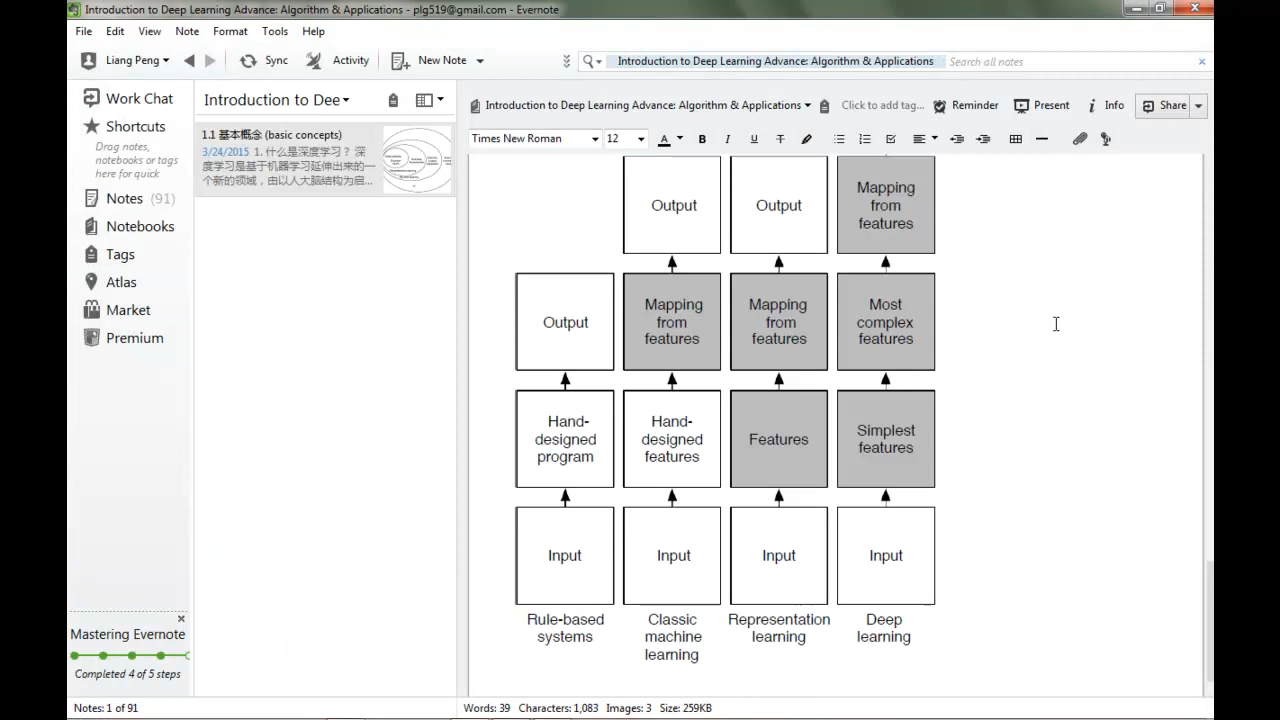 Introduction to Deep Learning Advance: Algorithm & Applications - plg519@gmail.com - Evernote
File Edit View Note Format Tools Help
Liang Peng Sync Activity New Note Introduction to Deep Learning Advance: Algorithm & Applications Search all notes
Work Chat
Shortcuts
Drag notes,
notebooks or tags
here for quick
Notes (91)
Notebooks
Tags
Atlas
Market
Premium
Mastering Evernote
Completed 4 of 5 steps
Introduction to Dee
1.1 基本概念 (basic concepts)
3/24/2015 1. 什么是深度学习？ 深
度学习是基于机器学习延伸出来的一
个新的领域，由以人大脑结构为启...
Introduction to Deep Learning Advance: Algorithm & Applications Click to add tag... Reminder Present Info Share
Times New Roman 12 A B I U T
Output Output Mapping
from
features
Output Mapping
from
features Mapping
from
features Most
complex
features
Hand-
designed
program Hand-
designed
features Features Simplest
features
Input Input Input Input
Rule-based
systems Classic
machine
learning Representation
learning Deep
learning
Notes: 1 of 91 Words: 39 Characters: 1,083 Images: 3 Size: 259KB